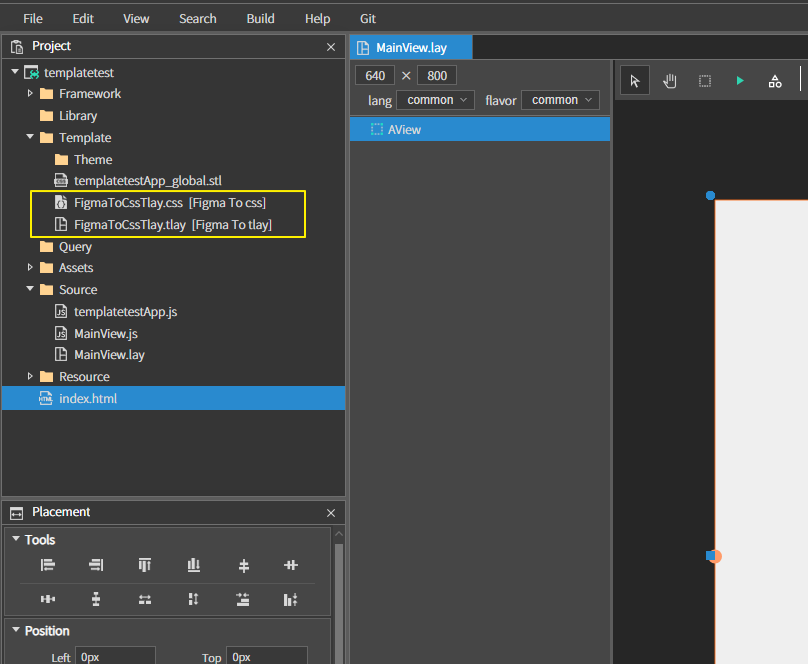 File Edit View Search Build Help Git
Project
templatetest
Framework
Library
Template
Theme
templatetestApp_global.stl
FigmaToCssTlay.css [Figma To css]
FigmaToCssTlay.tlay [Figma To tlay]
Query
Assets
Source
templatetestApp.js
MainView.js
MainView.lay
Resource
index.html
Placement
Tools
Position
Left 0px Top 0px
MainView.lay
640 × 800
lang common flavor common
AView